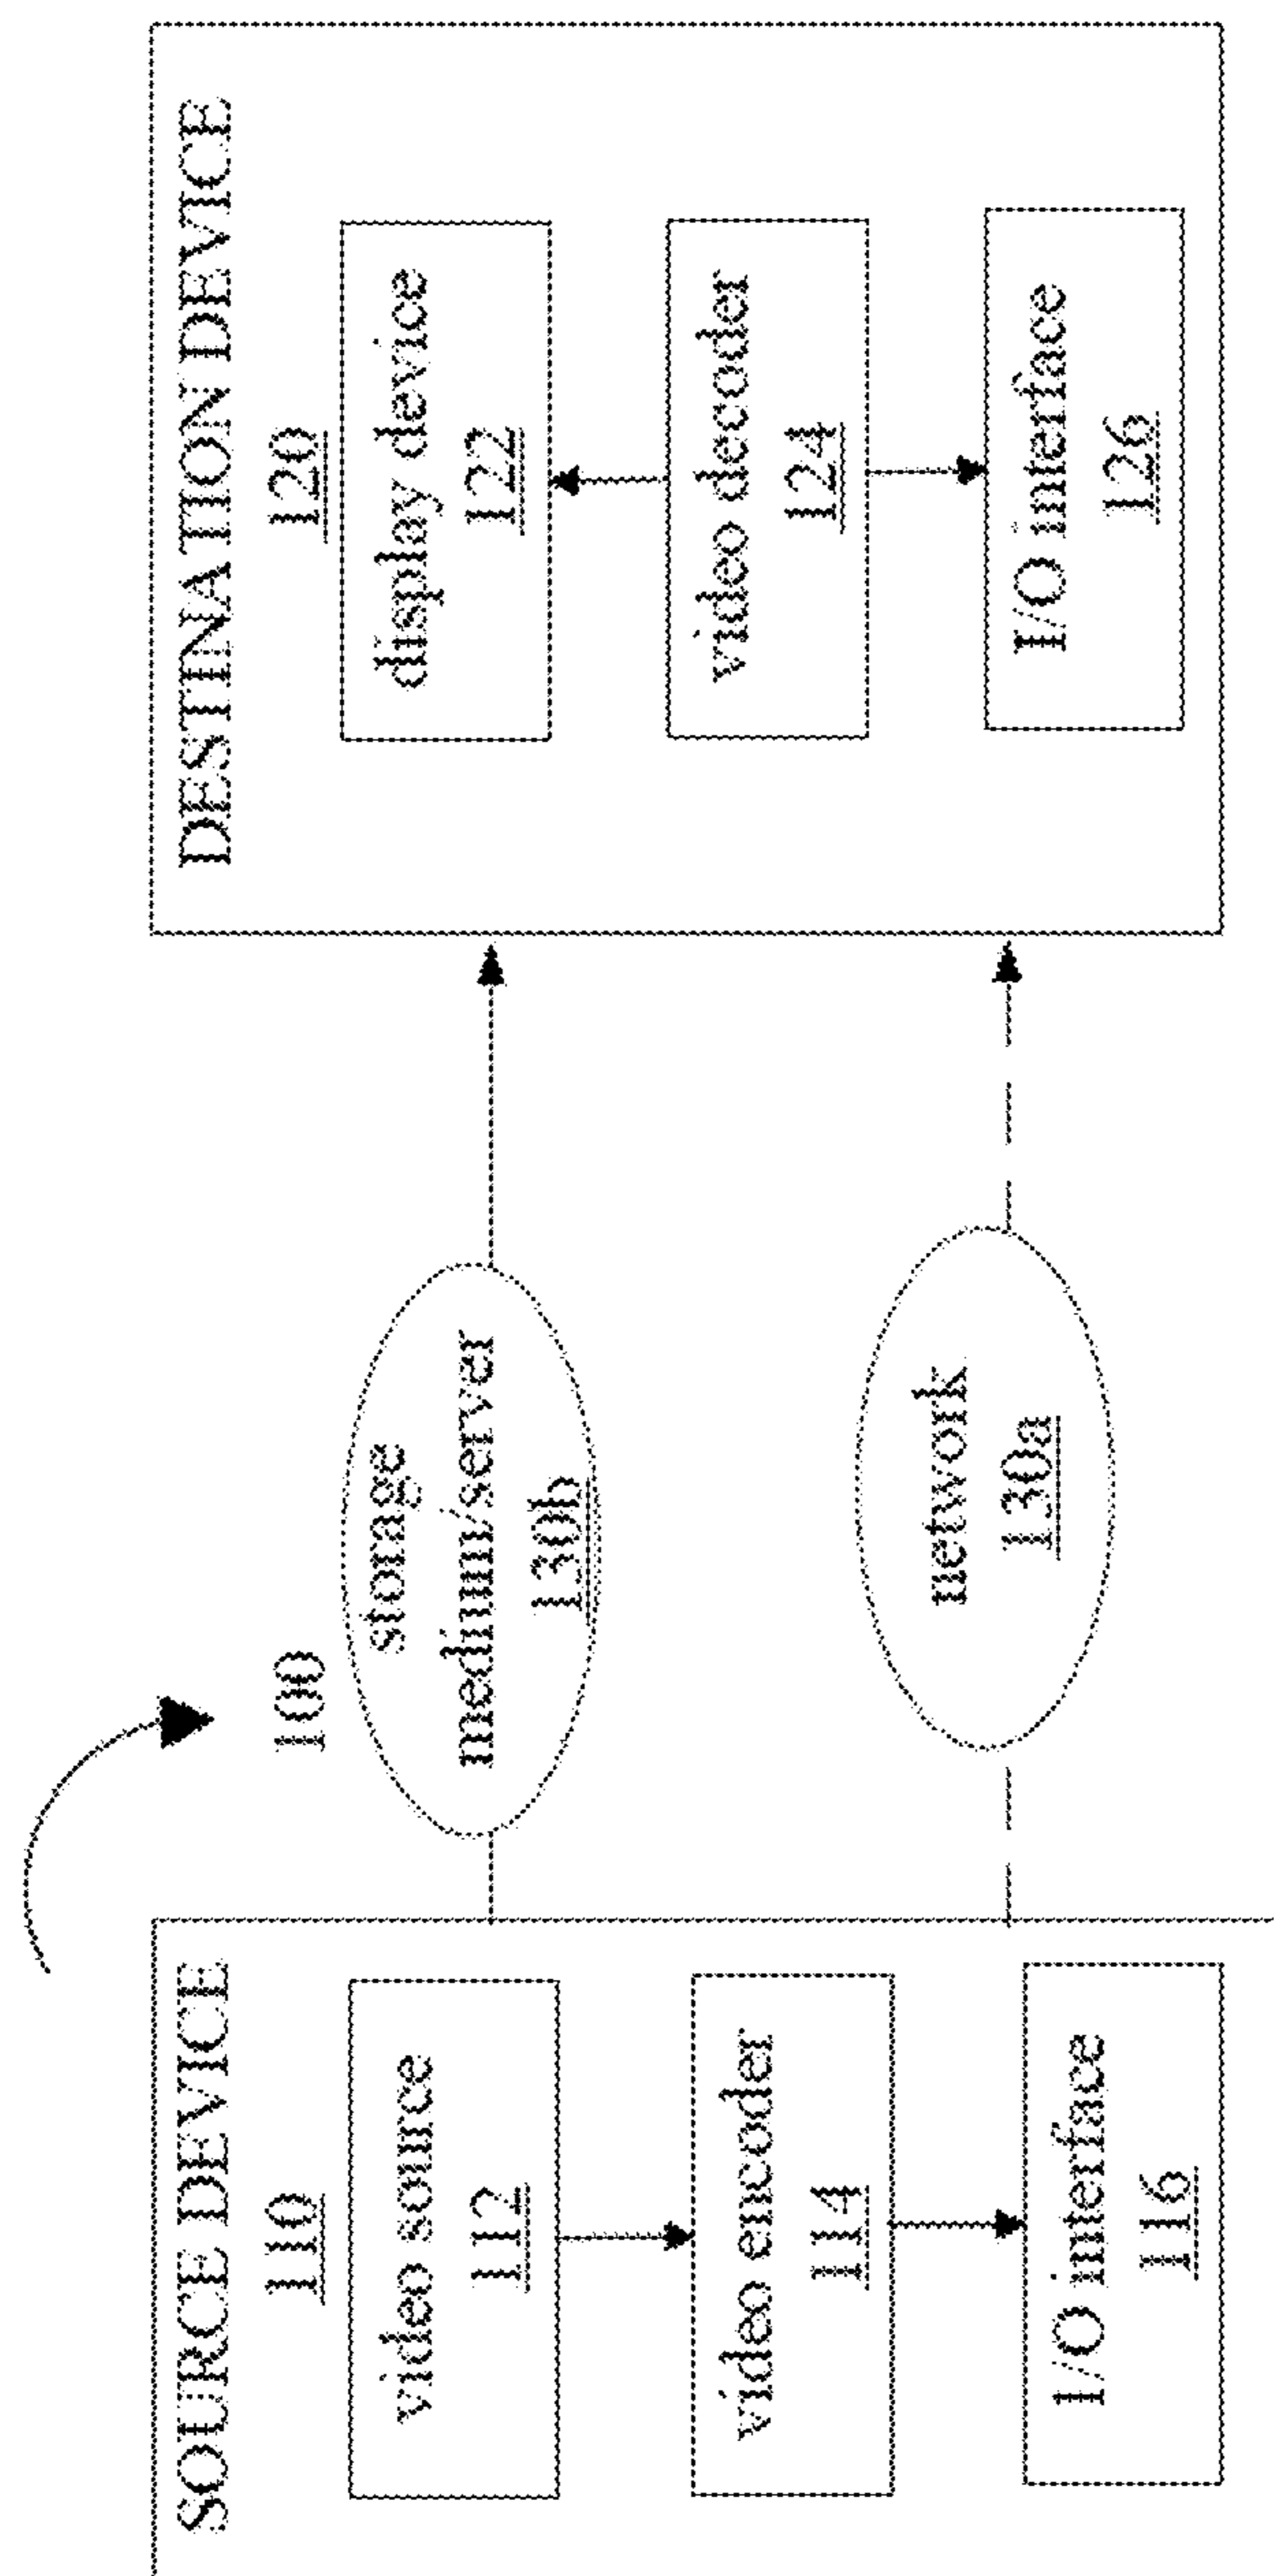 100
SOURCE DEVICE
110
video source
112
video encoder
114
I/O interface
116
storage
medium/server
130b
network
130a
DESTINATION DEVICE
120
display device
122
video decoder
124
I/O interface
126